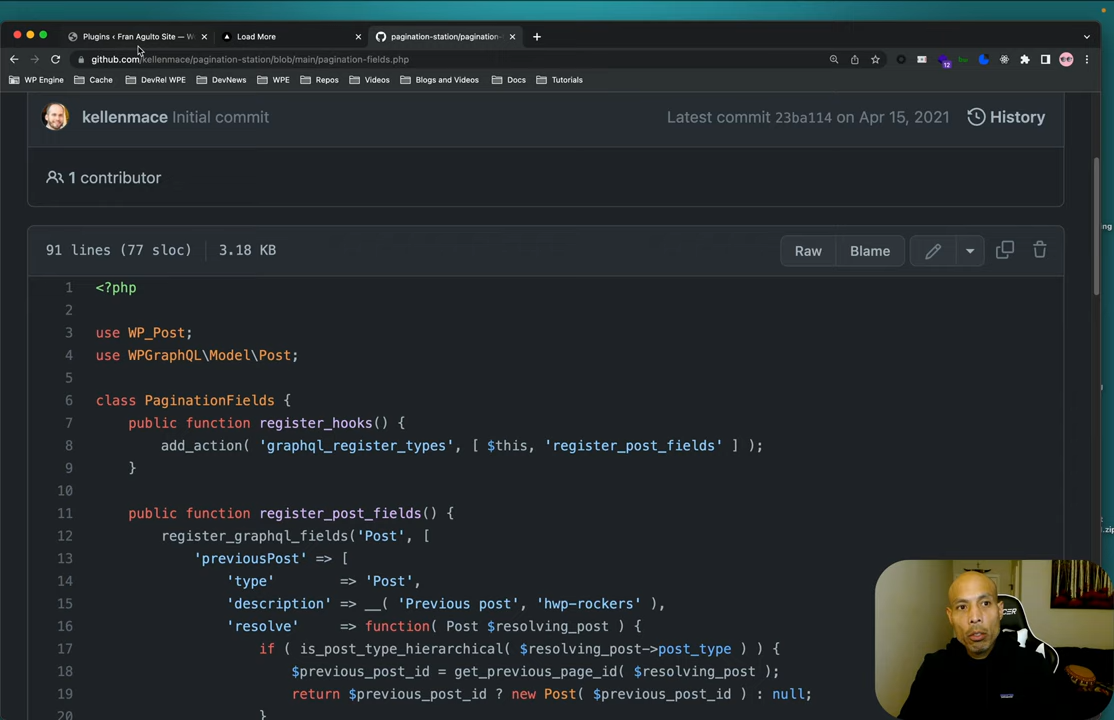 Plugins ‹ Fran Agulto Site — W
Load More
pagination-station/pagination-
github.com/kellenmace/pagination-station/blob/main/pagination-fields.php
12
WP Engine
Cache
DevRel WPE
DevNews
WPE
Repos
Videos
Blogs and Videos
Docs
Tutorials
kellenmace Initial commit
Latest commit 23ba114 on Apr 15, 2021
History
1 contributor
91 lines (77 sloc)
3.18 KB
Raw
Blame
1 <?php
2
3 use WP_Post;
4 use WPGraphQL\Model\Post;
5
6 class PaginationFields {
7 public function register_hooks() {
8 add_action( 'graphql_register_types', [ $this, 'register_post_fields' ] );
9 }
10
11 public function register_post_fields() {
12 register_graphql_fields('Post', [
13 'previousPost' => [
14 'type' => 'Post',
15 'description' => __( 'Previous post', 'hwp-rockers' ),
16 'resolve' => function( Post $resolving_post ) {
17 if ( is_post_type_hierarchical( $resolving_post->post_type ) ) {
18 $previous_post_id = get_previous_page_id( $resolving_post );
19 return $previous_post_id ? new Post( $previous_post_id ) : null;
20 }